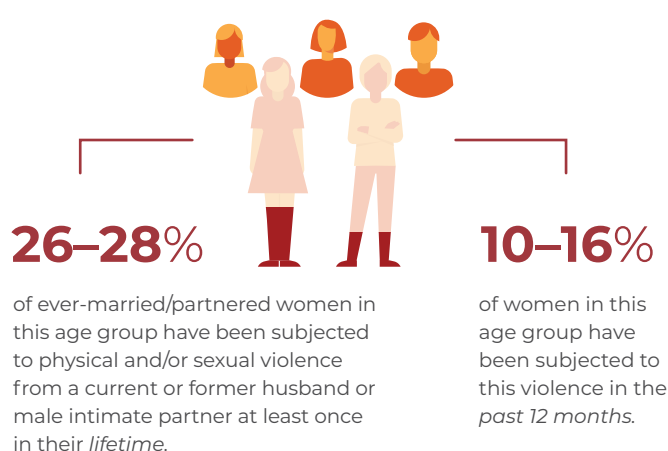 26–28%
of ever-married/partnered women in
this age group have been subjected
to physical and/or sexual violence
from a current or former husband or
male intimate partner at least once
in their lifetime.
10–16%
of women in this
age group have
been subjected to
this violence in the
past 12 months.